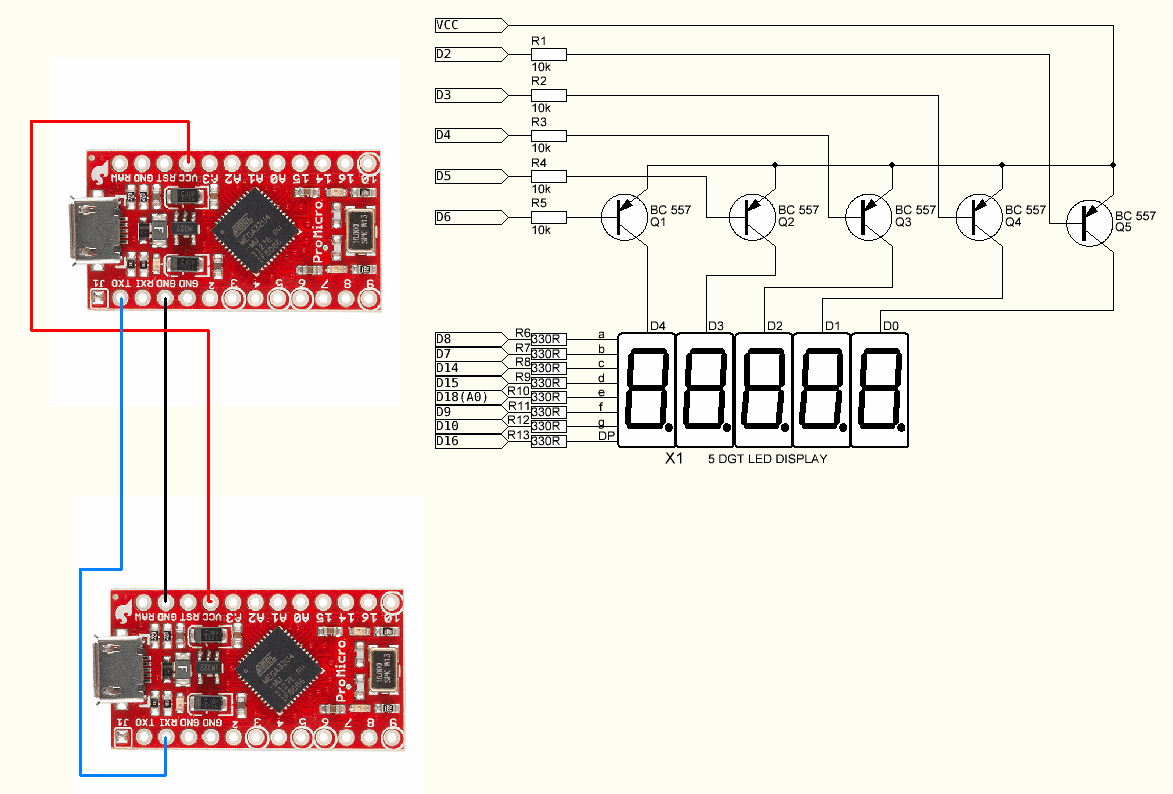 VCC
D2
R1
10k
D3
R2
10k
D4
R3
10k
D5
R4
10k
D6
R5
10k
BC 557
Q1
BC 557
Q2
BC 557
Q3
BC 557
Q4
BC 557
Q5
D4 D3 D2 D1 D0
D8 R6 330R a
D7 R7 330R b
D14 R8 330R c
D15 R9 330R d
D18(A0) R10 330R e
D9 R11 330R f
D10 R12 330R g
D16 R13 330R DP
X1 5 DGT LED DISPLAY
RAW GND RST VCC A3 A2 A1 A0 15 14 16 10
MEGA32U4
ProMicro
J1 TXO RXI GND GND 2 3 4 5 6 7 8 9
RAW GND RST VCC A3 A2 A1 A0 15 14 16 10
MEGA32U4
ProMicro
J1 TXO RXI GND GND 2 3 4 5 6 7 8 9